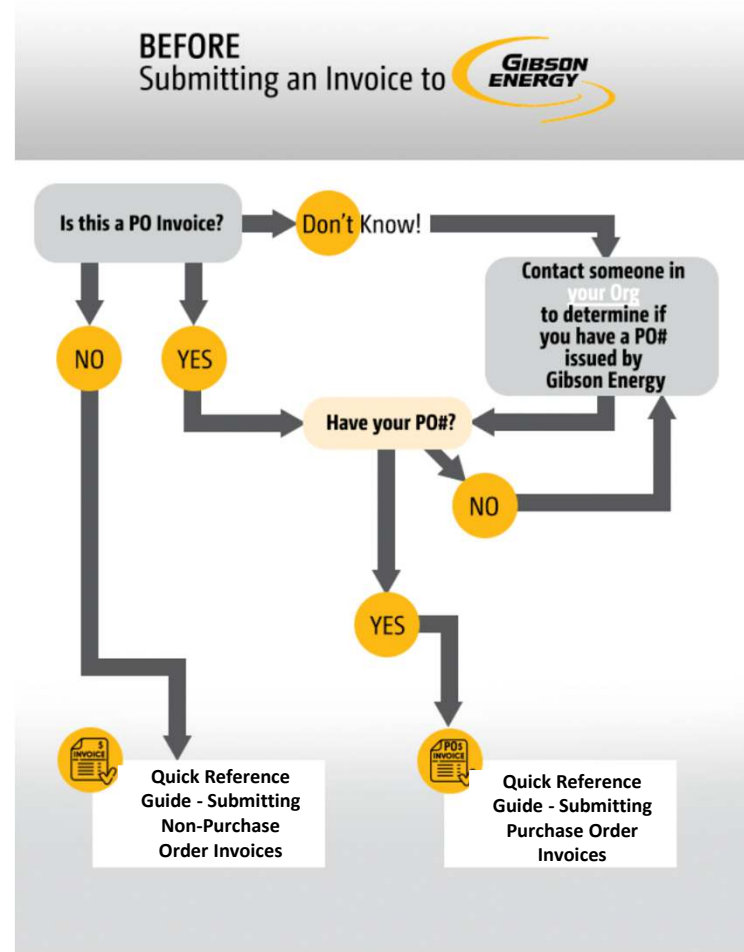 BEFORE
Submitting an Invoice to
GIBSON
ENERGY
Is this a PO Invoice?
Don't Know!
Contact someone in
your Org
to determine if
you have a PO#
issued by
Gibson Energy
NO
YES
Have your PO#?
NO
YES
$
INVOICE
Quick Reference
Guide - Submitting
Non-Purchase
Order Invoices
POs
INVOICE
Quick Reference
Guide - Submitting
Purchase Order
Invoices